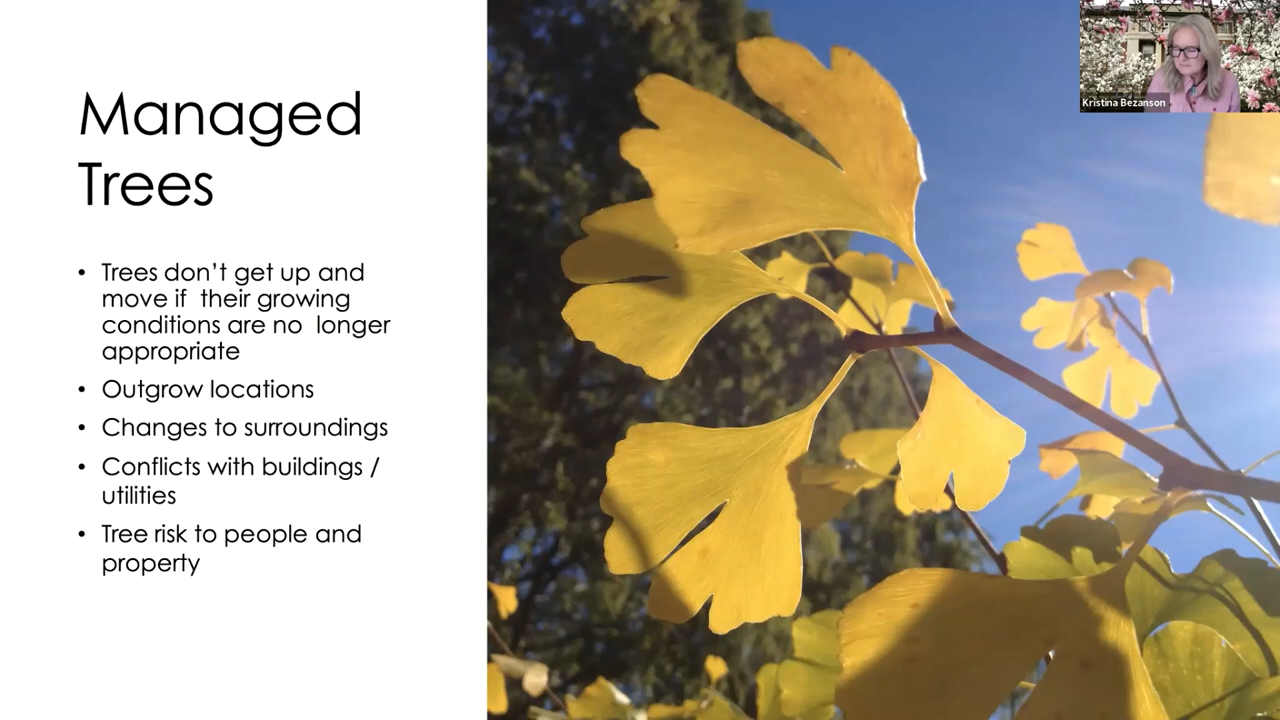 Managed
Trees
• Trees don't get up and
move if their growing
conditions are no longer
appropriate
• Outgrow locations
• Changes to surroundings
• Conflicts with buildings /
utilities
• Tree risk to people and
property
Kristina Bezanson